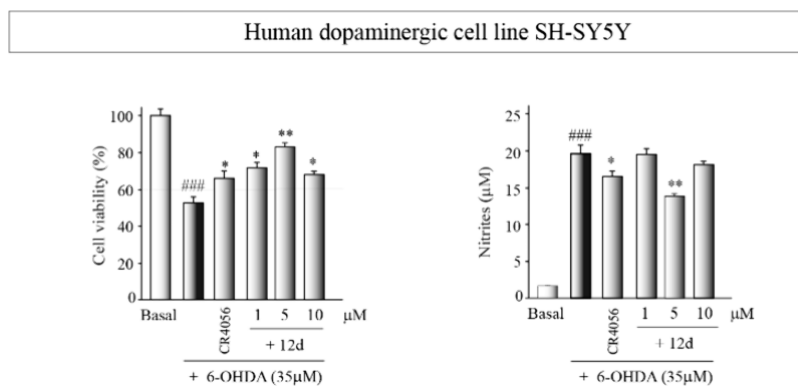 Human dopaminergic cell line SH-SY5Y
Cell viability (%)
100
80
60
40
20
0
###
*
*
**
*
Basal
CR4056
1 5 10 μM
+ 12d
+ 6-OHDA (35μM)
Nitrites (μM)
25
20
15
10
5
0
###
*
**
Basal
CR4056
1 5 10 μM
+ 12d
+ 6-OHDA (35μM)